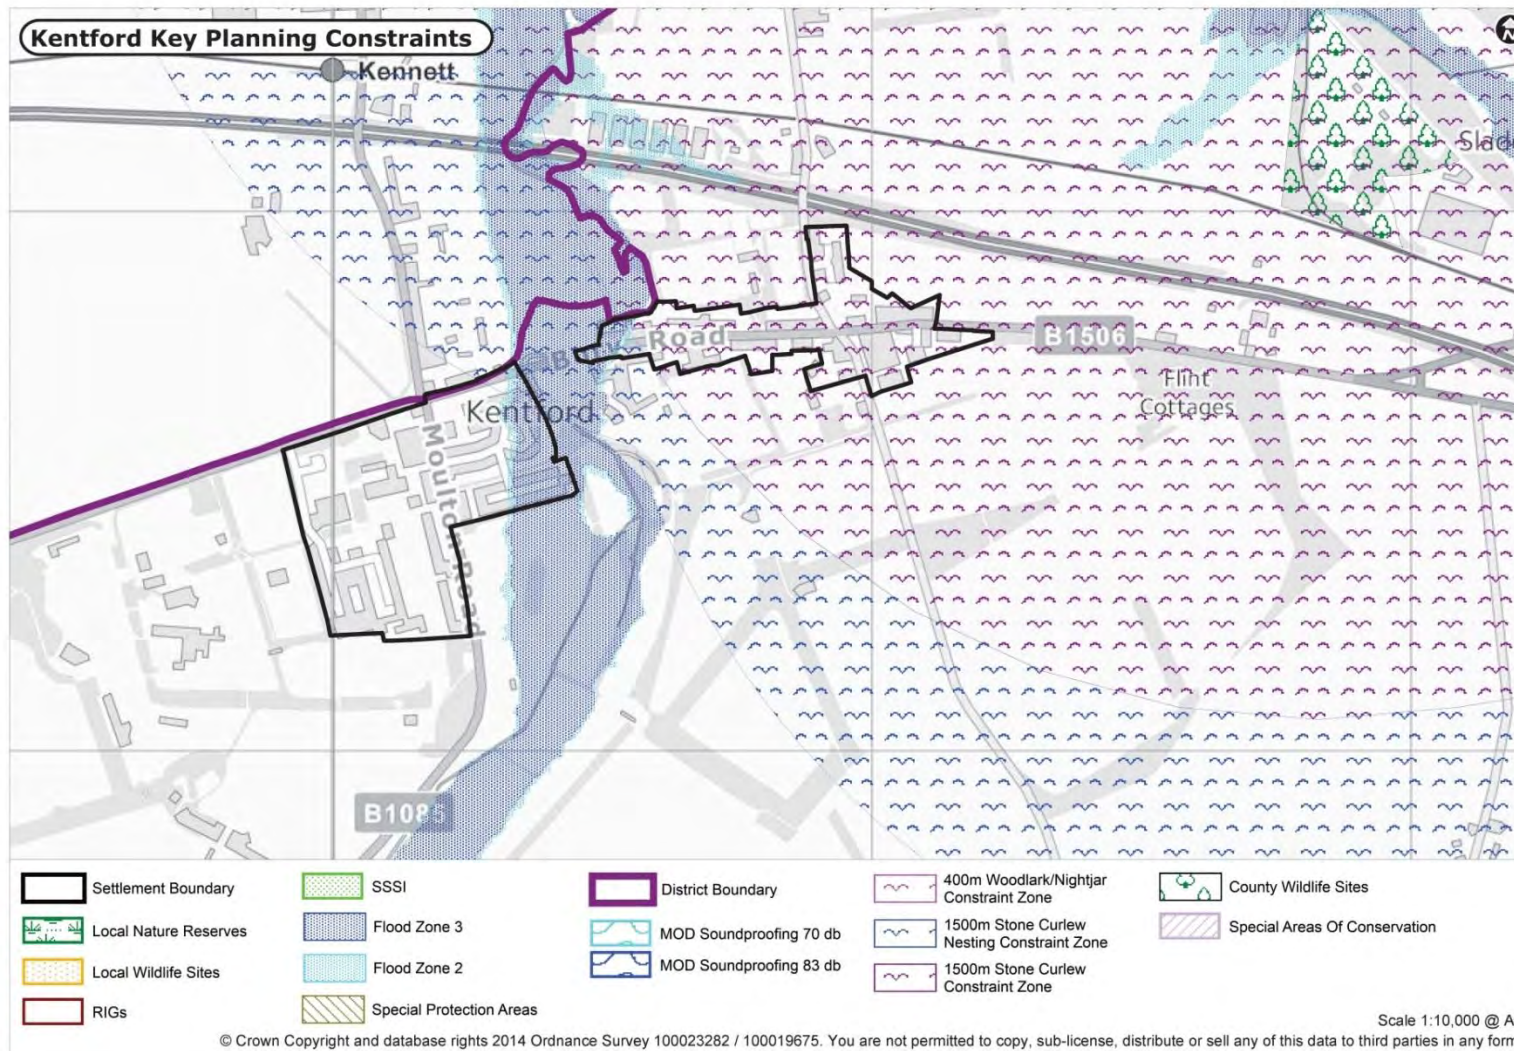 Kentford Key Planning Constraints
N
Kennett
Slad
Road
B1506
Flint
Cottages
Kentford
Moulton Road
B1085
Settlement Boundary
Local Nature Reserves
Local Wildlife Sites
RIGs
SSSI
Flood Zone 3
Flood Zone 2
Special Protection Areas
District Boundary
MOD Soundproofing 70 db
MOD Soundproofing 83 db
400m Woodlark/Nightjar
Constraint Zone
1500m Stone Curlew
Nesting Constraint Zone
1500m Stone Curlew
Constraint Zone
County Wildlife Sites
Special Areas Of Conservation
Scale 1:10,000 @ A
© Crown Copyright and database rights 2014 Ordnance Survey 100023282 / 100019675. You are not permitted to copy, sub-license, distribute or sell any of this data to third parties in any form